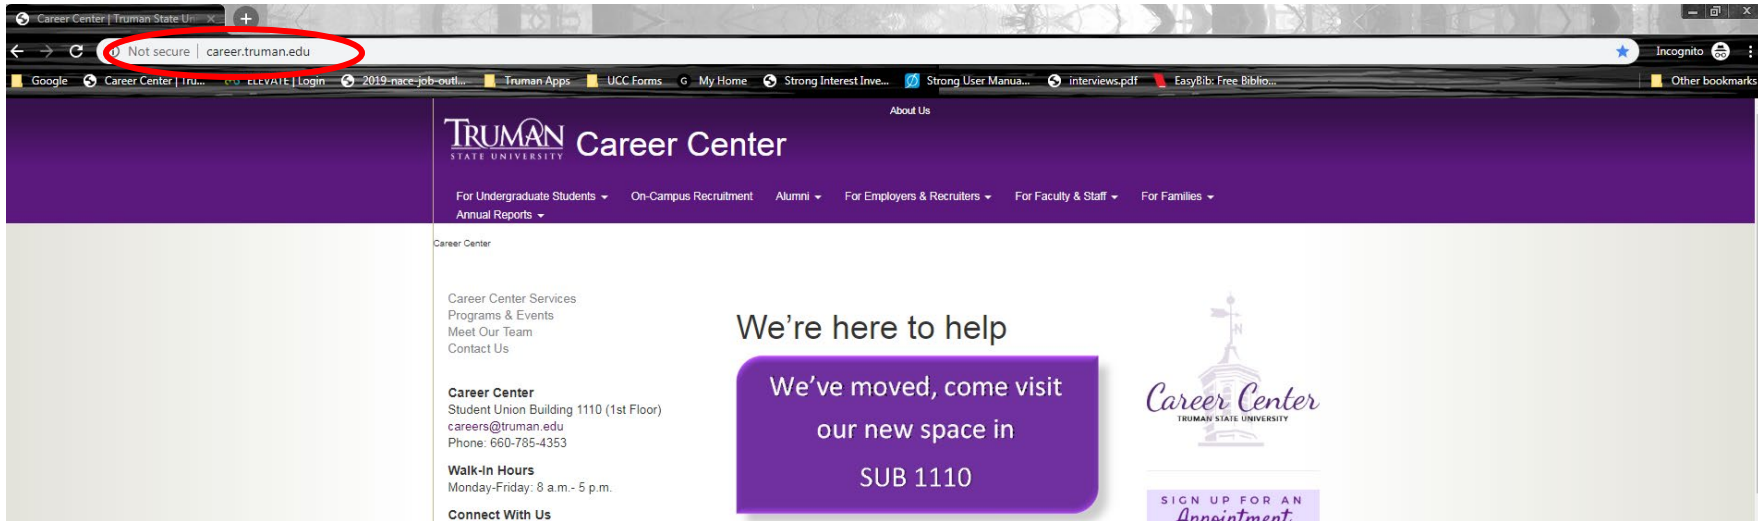 Career Center | Truman State Un
Not secure | career.truman.edu
Incognito
Google
Career Center | Tru...
ELEVATE | Login
2019-nace-job-outl...
Truman Apps
UCC Forms
My Home
Strong Interest Inve...
Strong User Manua...
interviews.pdf
EasyBib: Free Biblio...
Other bookmarks
About Us
TRUMAN
STATE UNIVERSITY
Career Center
For Undergraduate Students
On-Campus Recruitment
Alumni
For Employers & Recruiters
For Faculty & Staff
For Families
Annual Reports
Career Center
Career Center Services
Programs & Events
Meet Our Team
Contact Us
Career Center
Student Union Building 1110 (1st Floor)
careers@truman.edu
Phone: 660-785-4353
Walk-In Hours
Monday-Friday: 8 a.m.- 5 p.m.
Connect With Us
We're here to help
We've moved, come visit
our new space in
SUB 1110
N
Career Center
TRUMAN STATE UNIVERSITY
SIGN UP FOR AN
Appointment